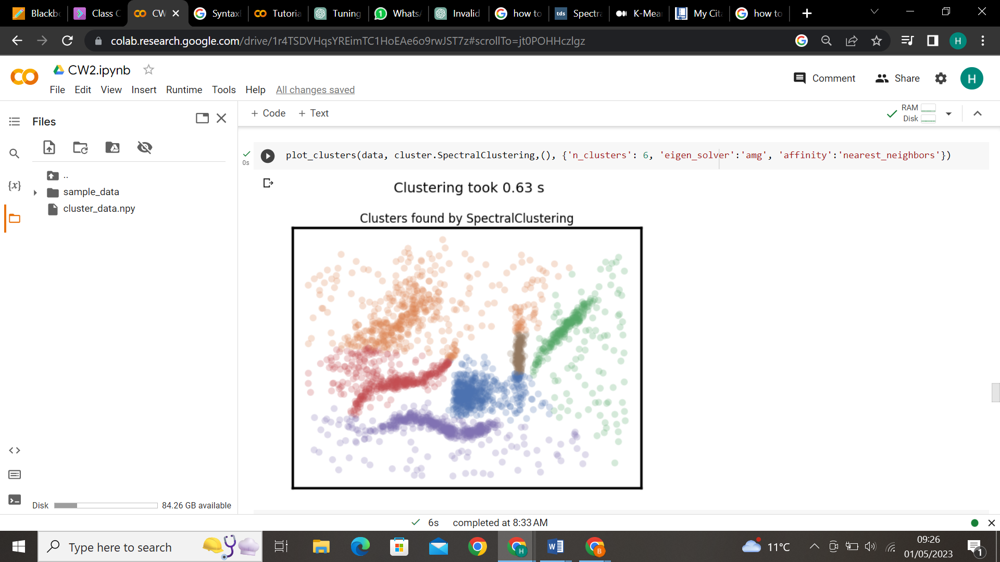 Blackb
Class C
CW
Syntax
Tutoria
Tuning
WhatsA
Invalid
how to
tds Spectra
K-Mea
My Cita
how to
colab.research.google.com/drive/1r4TSDVHqsYREimTC1HoEAe6o9rwJST7z#scrollTo=jt0POHHczlgz
H
CW2.ipynb
Comment
Share
H
File Edit View Insert Runtime Tools Help All changes saved
Files
+ Code + Text
RAM
Disk
{x}
..
sample_data
cluster_data.npy
0s
plot_clusters(data, cluster.SpectralClustering,(), {'n_clusters': 6, 'eigen_solver':'amg', 'affinity':'nearest_neighbors'})
Clustering took 0.63 s
Clusters found by SpectralClustering
Disk 84.26 GB available
6s completed at 8:33 AM
Type here to search
11°C
09:26
01/05/2023
1